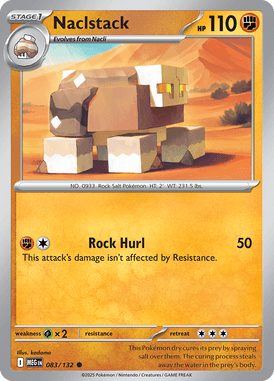 STAGE 1
Naclstack
HP 110
Evolves from Nacli
NO. 0933 Rock Salt Pokémon HT: 2' WT: 231.5 lbs.
Rock Hurl 50
This attack's damage isn't affected by Resistance.
weakness ×2 resistance retreat
Illus. kodama
MEG EN 083/132
This Pokémon dry cures its prey by spraying
salt over them. The curing process steals
away the water in the prey's body.
©2025 Pokémon / Nintendo / Creatures / GAME FREAK